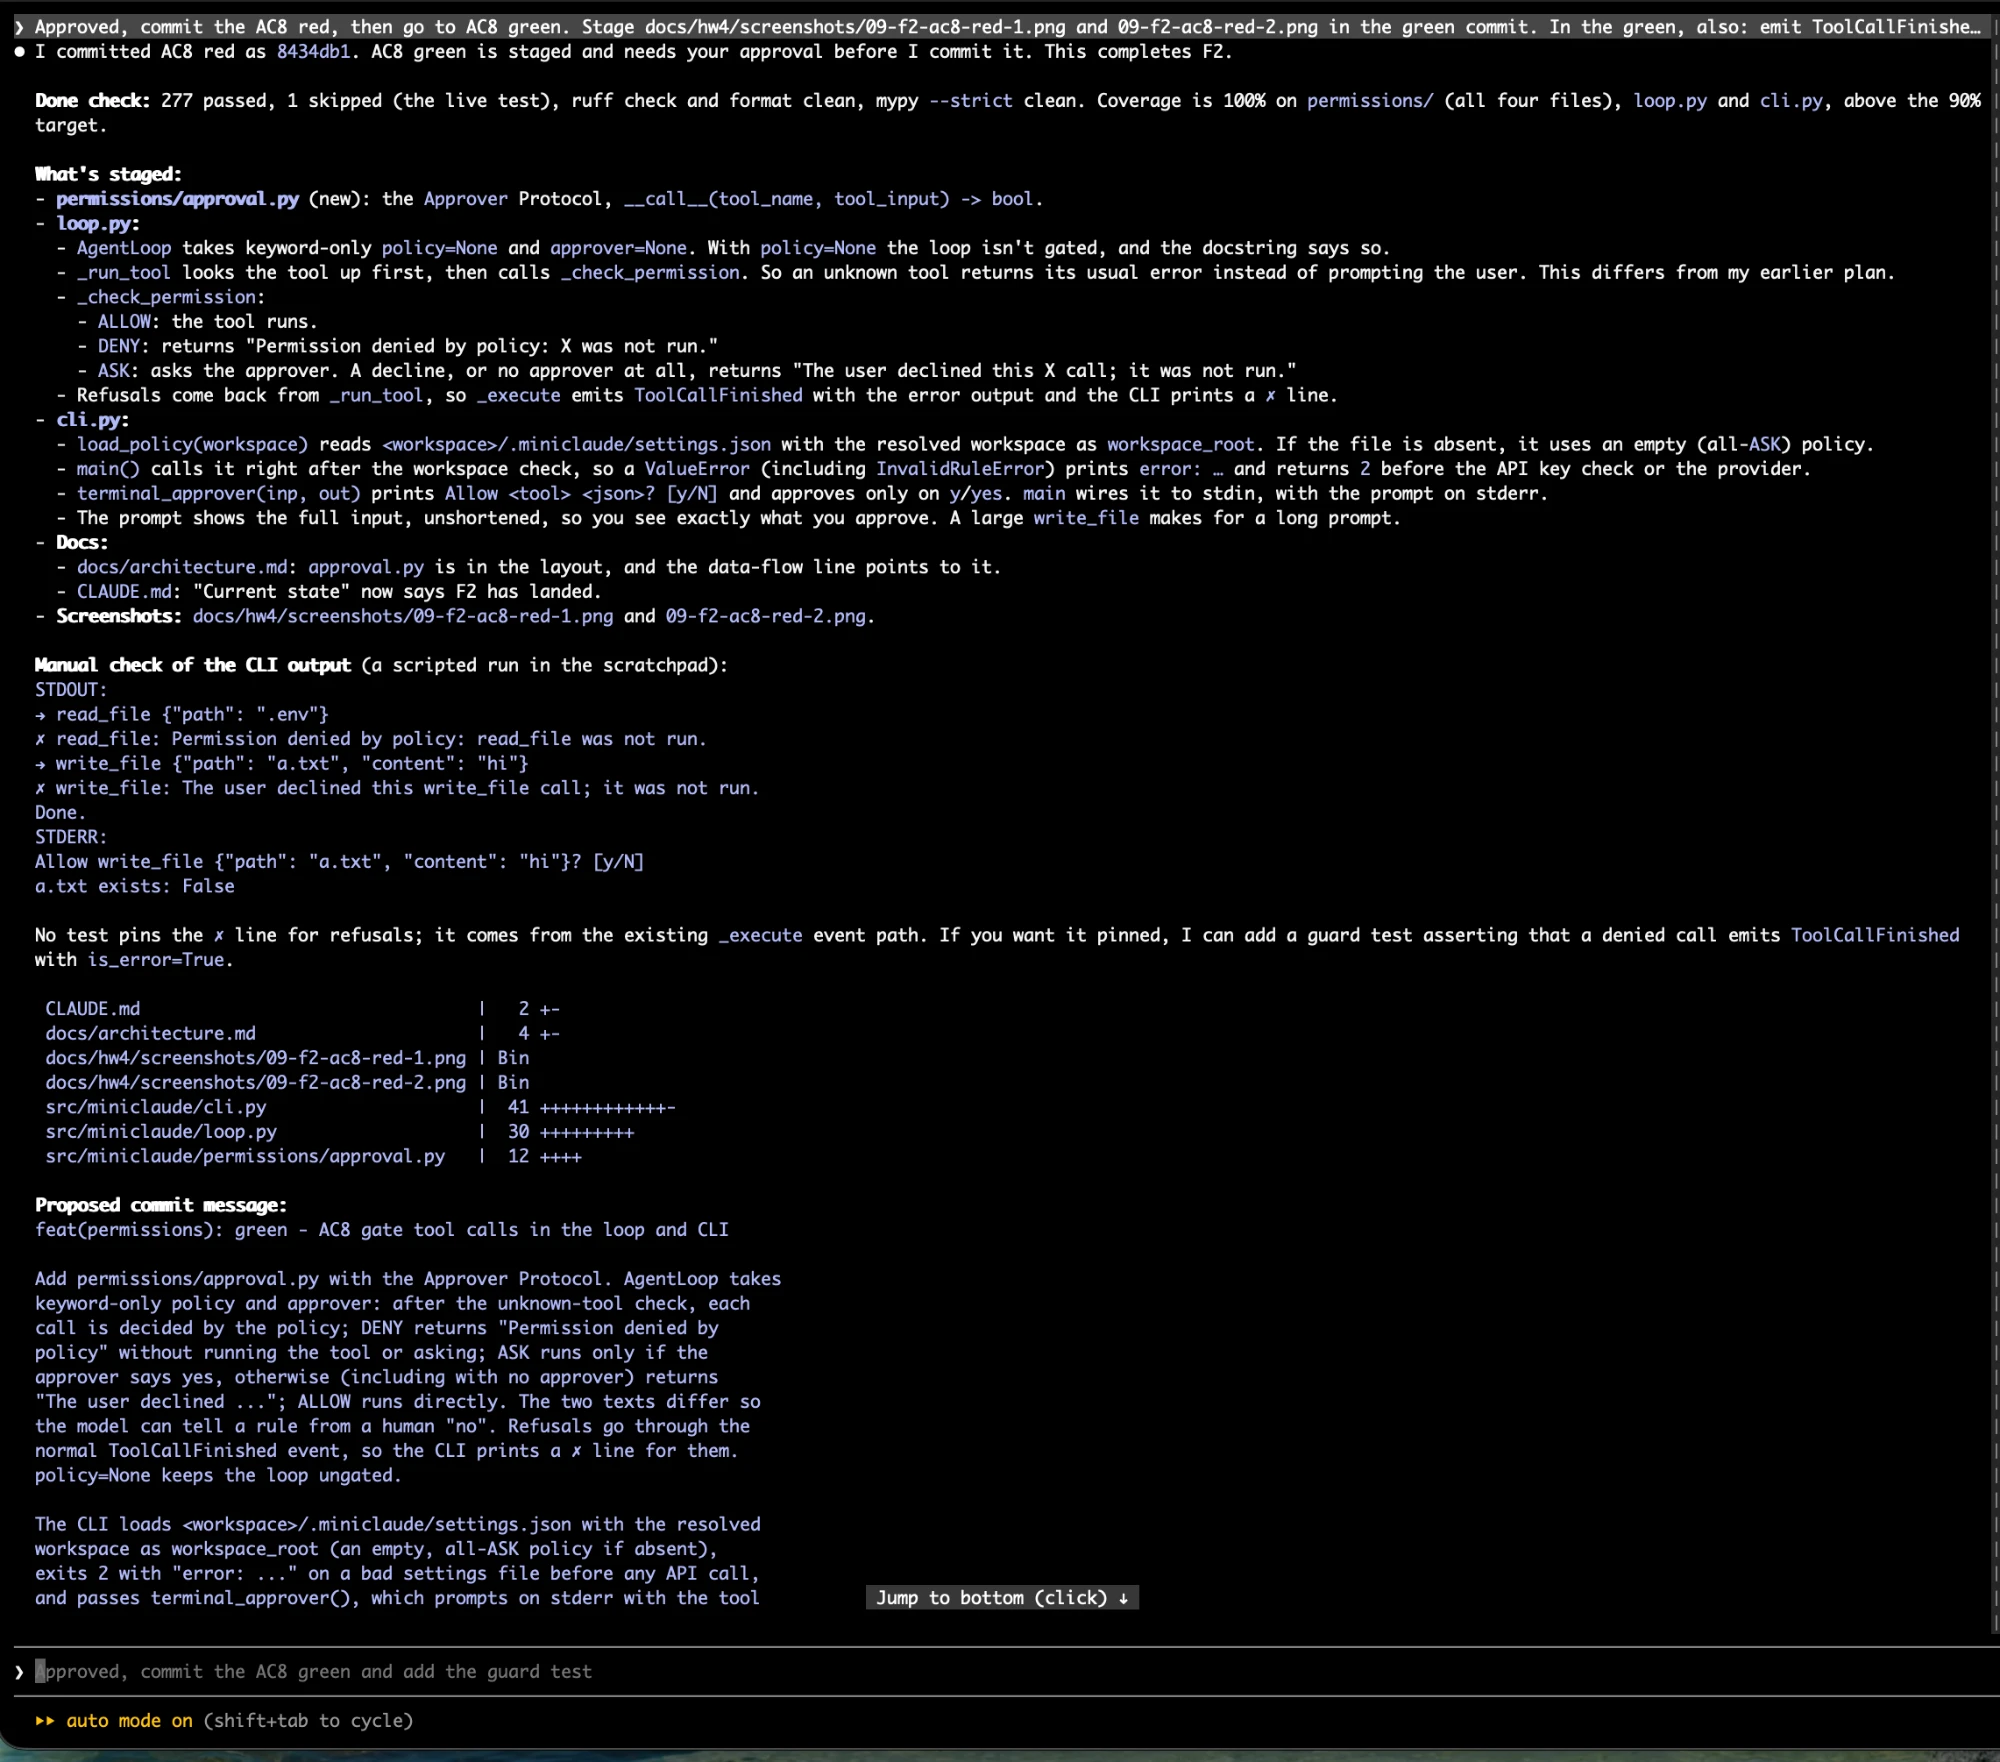 ❯ Approved, commit the AC8 red, then go to AC8 green. Stage docs/hw4/screenshots/09-f2-ac8-red-1.png and 09-f2-ac8-red-2.png in the green commit. In the green, also: emit ToolCallFinishe…
● I committed AC8 red as 8434db1. AC8 green is staged and needs your approval before I commit it. This completes F2.
Done check: 277 passed, 1 skipped (the live test), ruff check and format clean, mypy --strict clean. Coverage is 100% on permissions/ (all four files), loop.py and cli.py, above the 90%
target.
What's staged:
- permissions/approval.py (new): the Approver Protocol, __call__(tool_name, tool_input) -> bool.
- loop.py:
- AgentLoop takes keyword-only policy=None and approver=None. With policy=None the loop isn't gated, and the docstring says so.
- _run_tool looks the tool up first, then calls _check_permission. So an unknown tool returns its usual error instead of prompting the user. This differs from my earlier plan.
- _check_permission:
- ALLOW: the tool runs.
- DENY: returns "Permission denied by policy: X was not run."
- ASK: asks the approver. A decline, or no approver at all, returns "The user declined this X call; it was not run."
- Refusals come back from _run_tool, so _execute emits ToolCallFinished with the error output and the CLI prints a ✗ line.
- cli.py:
- load_policy(workspace) reads <workspace>/.miniclaude/settings.json with the resolved workspace as workspace_root. If the file is absent, it uses an empty (all-ASK) policy.
- main() calls it right after the workspace check, so a ValueError (including InvalidRuleError) prints error: … and returns 2 before the API key check or the provider.
- terminal_approver(inp, out) prints Allow <tool> <json>? [y/N] and approves only on y/yes. main wires it to stdin, with the prompt on stderr.
- The prompt shows the full input, unshortened, so you see exactly what you approve. A large write_file makes for a long prompt.
- Docs:
- docs/architecture.md: approval.py is in the layout, and the data-flow line points to it.
- CLAUDE.md: "Current state" now says F2 has landed.
- Screenshots: docs/hw4/screenshots/09-f2-ac8-red-1.png and 09-f2-ac8-red-2.png.
Manual check of the CLI output (a scripted run in the scratchpad):
STDOUT:
→ read_file {"path": ".env"}
✗ read_file: Permission denied by policy: read_file was not run.
→ write_file {"path": "a.txt", "content": "hi"}
✗ write_file: The user declined this write_file call; it was not run.
Done.
STDERR:
Allow write_file {"path": "a.txt", "content": "hi"}? [y/N]
a.txt exists: False
No test pins the ✗ line for refusals; it comes from the existing _execute event path. If you want it pinned, I can add a guard test asserting that a denied call emits ToolCallFinished
with is_error=True.
CLAUDE.md | 2 +-
docs/architecture.md | 4 +-
docs/hw4/screenshots/09-f2-ac8-red-1.png | Bin
docs/hw4/screenshots/09-f2-ac8-red-2.png | Bin
src/miniclaude/cli.py | 41 ++++++++++++-
src/miniclaude/loop.py | 30 +++++++++
src/miniclaude/permissions/approval.py | 12 ++++
Proposed commit message:
feat(permissions): green - AC8 gate tool calls in the loop and CLI
Add permissions/approval.py with the Approver Protocol. AgentLoop takes
keyword-only policy and approver: after the unknown-tool check, each
call is decided by the policy; DENY returns "Permission denied by
policy" without running the tool or asking; ASK runs only if the
approver says yes, otherwise (including with no approver) returns
"The user declined ..."; ALLOW runs directly. The two texts differ so
the model can tell a rule from a human "no". Refusals go through the
normal ToolCallFinished event, so the CLI prints a ✗ line for them.
policy=None keeps the loop ungated.
The CLI loads <workspace>/.miniclaude/settings.json with the resolved
workspace as workspace_root (an empty, all-ASK policy if absent),
exits 2 with "error: ..." on a bad settings file before any API call,
and passes terminal_approver(), which prompts on stderr with the tool
Jump to bottom (click) ↓
❯ Approved, commit the AC8 green and add the guard test
▸▸ auto mode on (shift+tab to cycle)